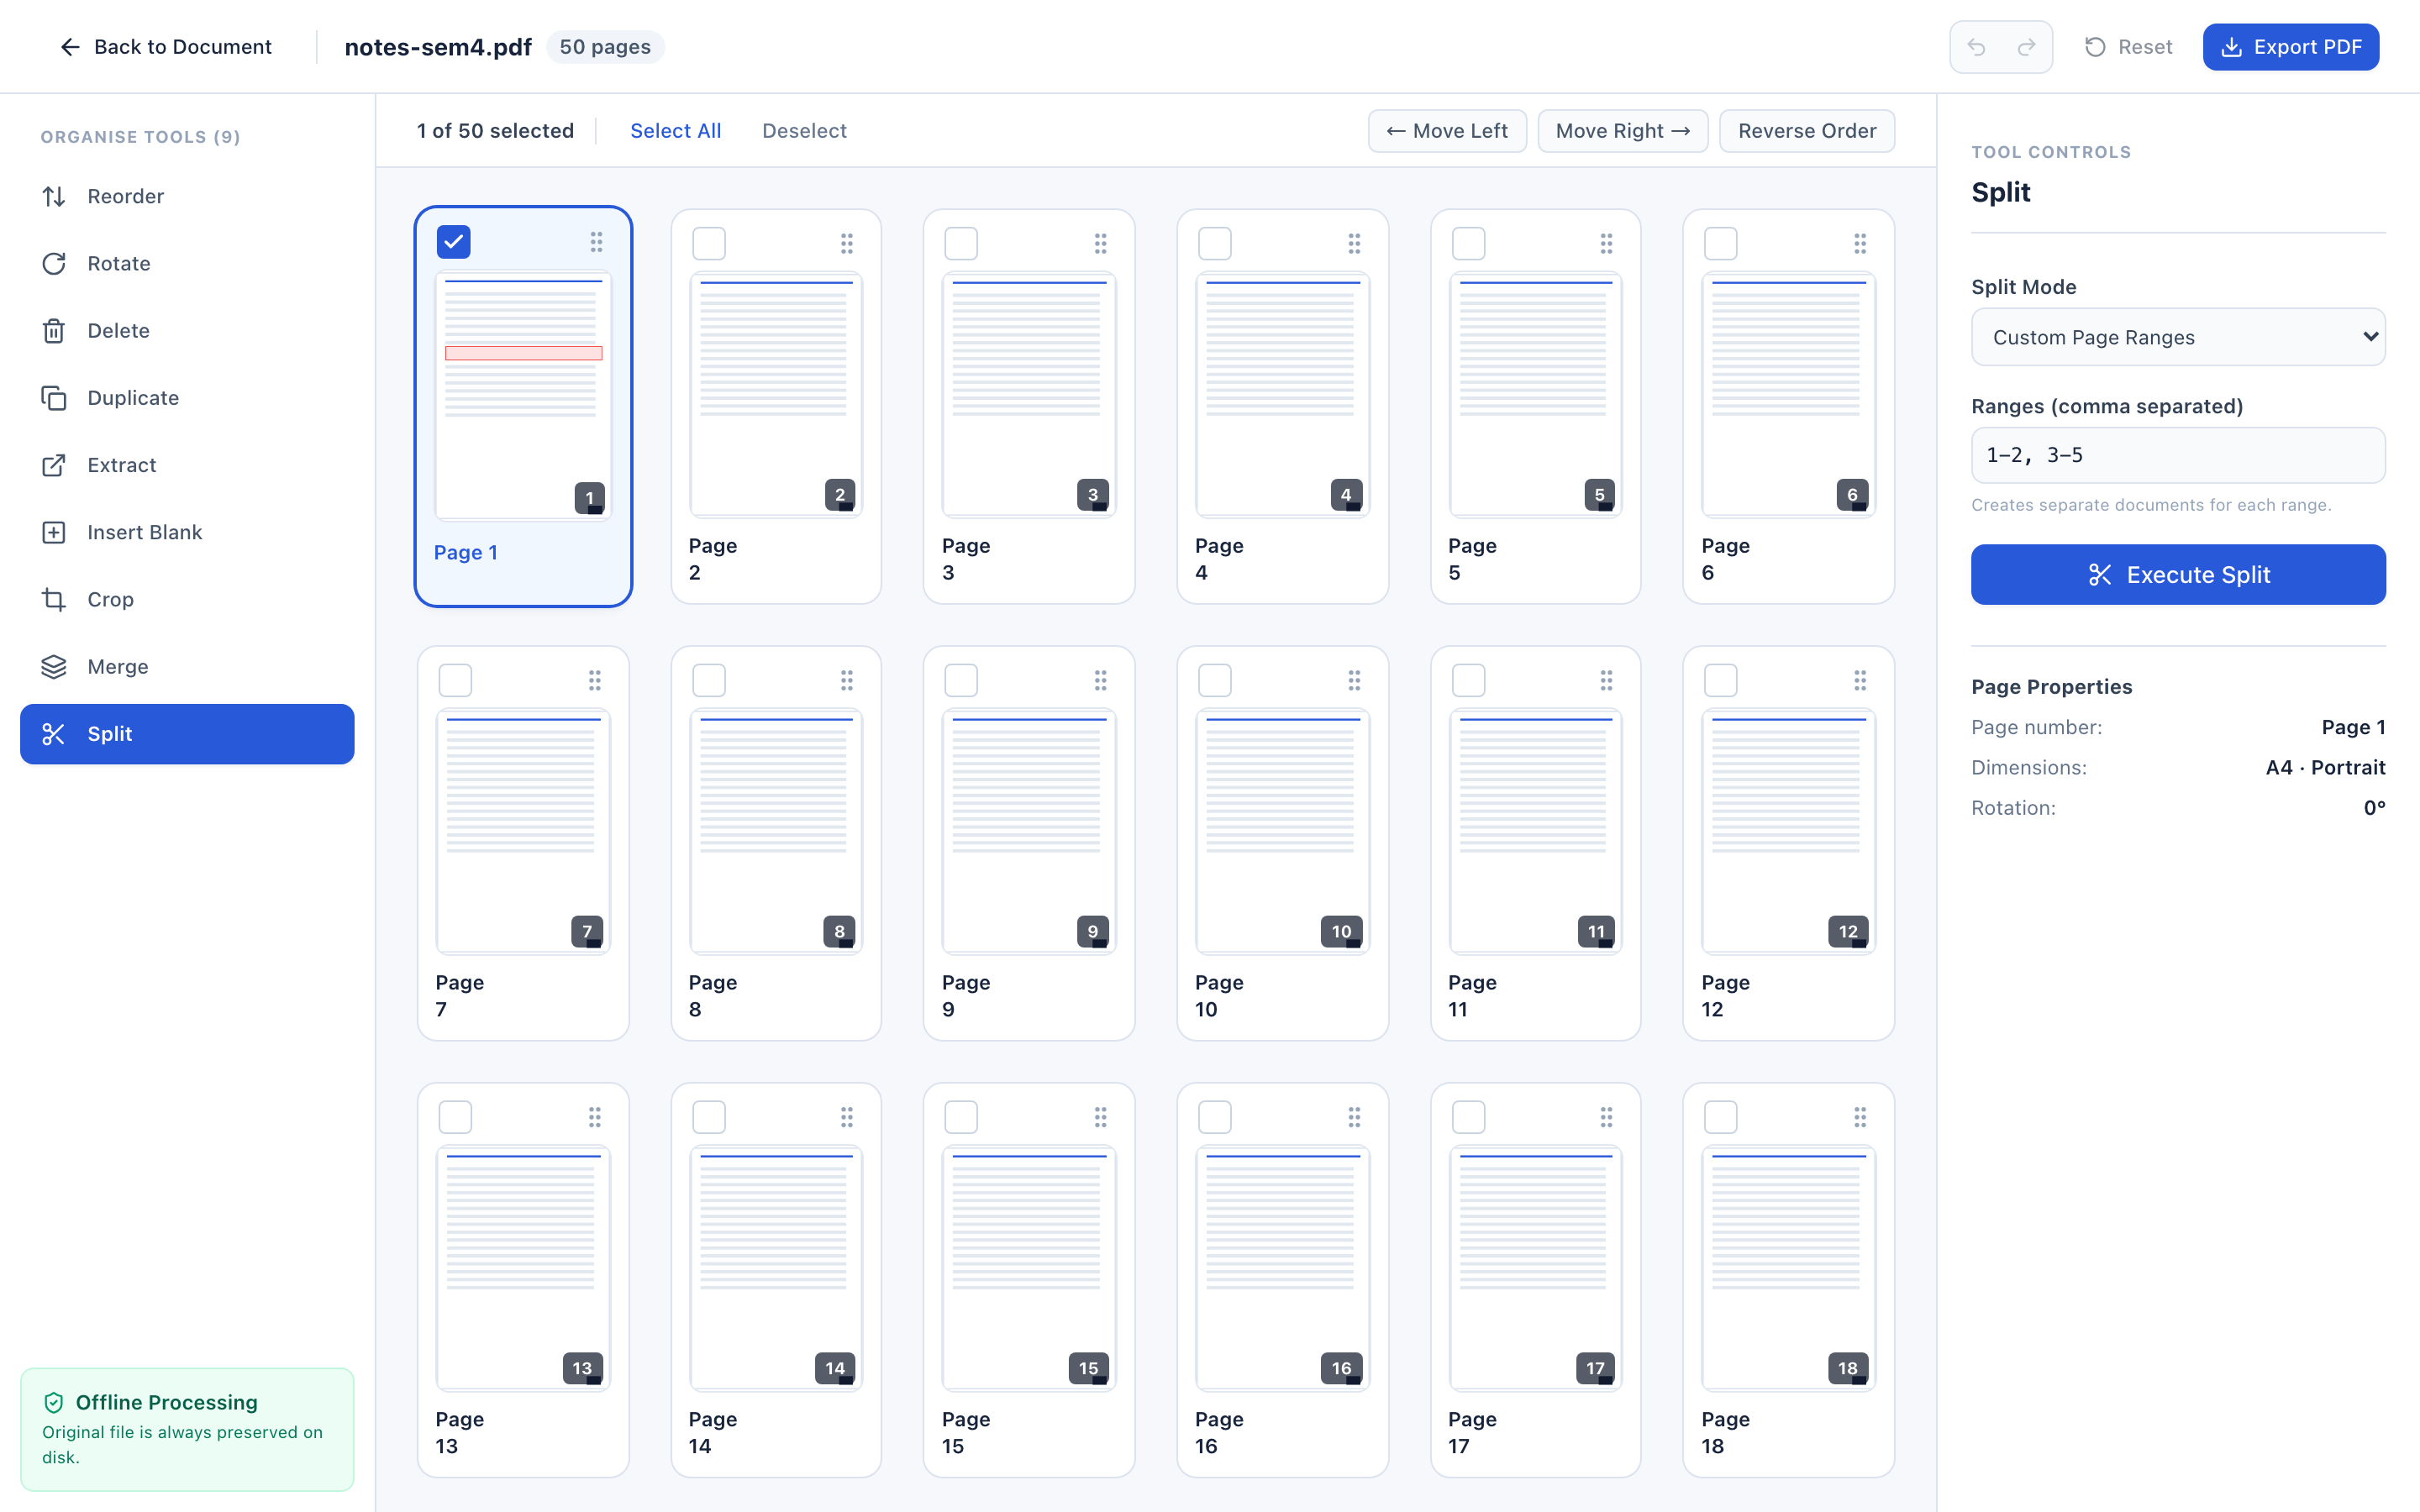 Back to Document
notes-sem4.pdf
50 pages
Reset
Export PDF
ORGANISE TOOLS (9)
Reorder
Rotate
Delete
Duplicate
Extract
Insert Blank
Crop
Merge
Split
Offline Processing
Original file is always preserved on
disk.
1 of 50 selected
Select All
Deselect
← Move Left
Move Right →
Reverse Order
1
Page 1
2
Page
2
3
Page
3
4
Page
4
5
Page
5
6
Page
6
7
Page
7
8
Page
8
9
Page
9
10
Page
10
11
Page
11
12
Page
12
13
Page
13
14
Page
14
15
Page
15
16
Page
16
17
Page
17
18
Page
18
TOOL CONTROLS
Split
Split Mode
Custom Page Ranges
Ranges (comma separated)
1–2, 3–5
Creates separate documents for each range.
Execute Split
Page Properties
Page number: Page 1
Dimensions: A4 · Portrait
Rotation: 0°